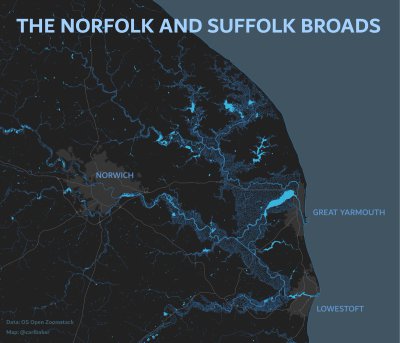 THE NORFOLK AND SUFFOLK BROADS
NORWICH
GREAT YARMOUTH
LOWESTOFT
Data: OS Open Zoomstack
Map: @carlbaker